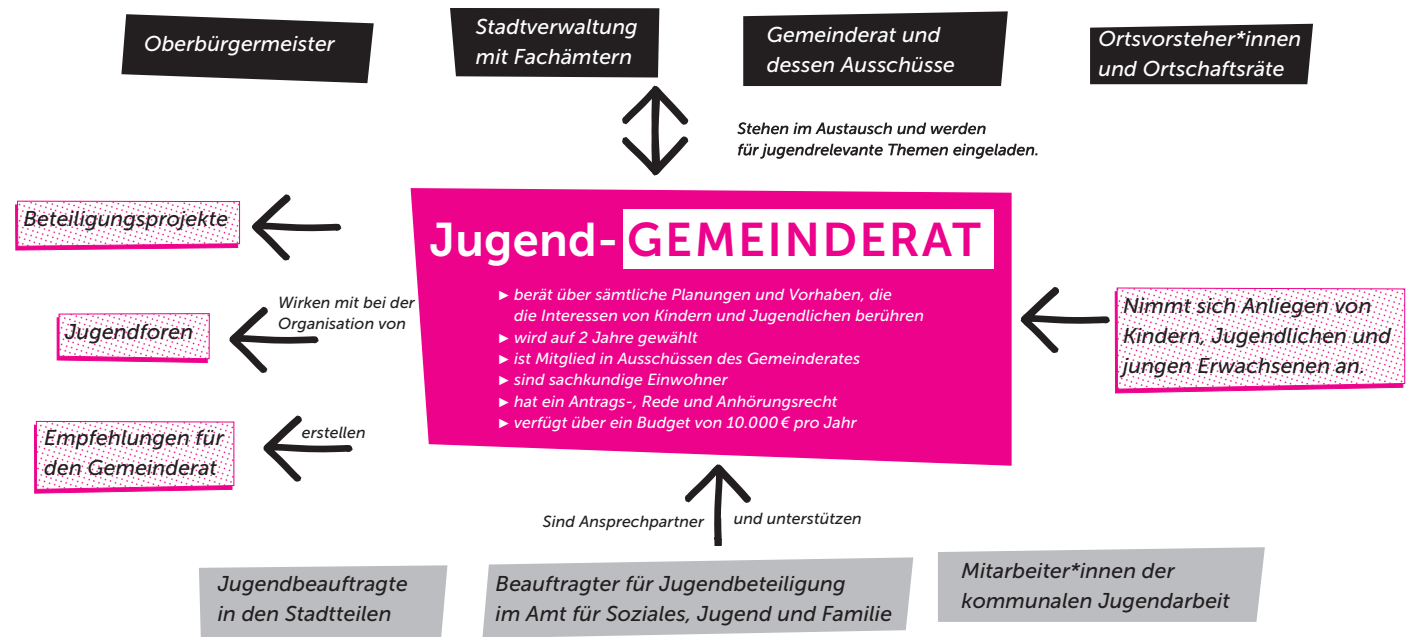 Oberbürgermeister
Stadtverwaltung
mit Fachämtern
Gemeinderat und
dessen Ausschüsse
Ortsvorsteher*innen
und Ortschaftsräte
Stehen im Austausch und werden
für jugendrelevante Themen eingeladen.
Beteiligungsprojekte
Wirken mit bei der
Organisation von
Jugendforen
Empfehlungen für
den Gemeinderat
erstellen
Jugend-GEMEINDERAT
► berät über sämtliche Planungen und Vorhaben, die
die Interessen von Kindern und Jugendlichen berühren
► wird auf 2 Jahre gewählt
► ist Mitglied in Ausschüssen des Gemeinderates
► sind sachkundige Einwohner
► hat ein Antrags-, Rede und Anhörungsrecht
► verfügt über ein Budget von 10.000 € pro Jahr
Nimmt sich Anliegen von
Kindern, Jugendlichen und
jungen Erwachsenen an.
Sind Ansprechpartner und unterstützen
Jugendbeauftragte
in den Stadtteilen
Beauftragter für Jugendbeteiligung
im Amt für Soziales, Jugend und Familie
Mitarbeiter*innen der
kommunalen Jugendarbeit